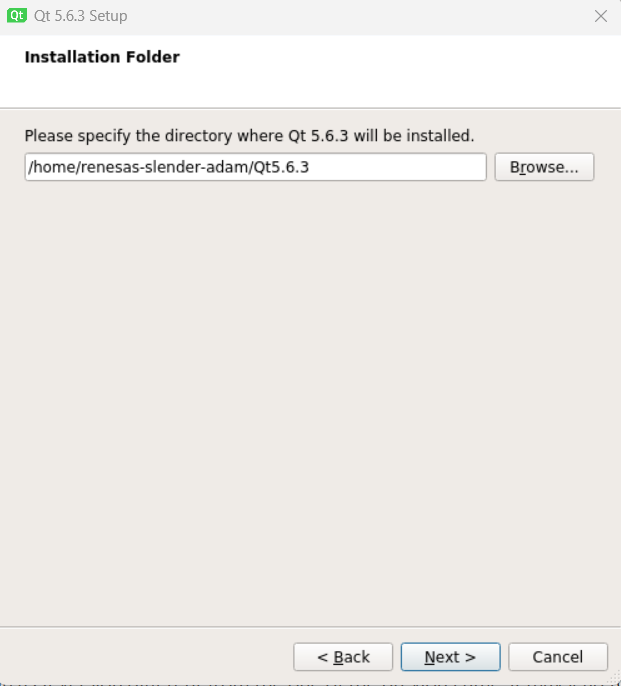 Qt Qt 5.6.3 Setup
Installation Folder
Please specify the directory where Qt 5.6.3 will be installed.
/home/renesas-slender-adam/Qt5.6.3 Browse...
< Back Next > Cancel